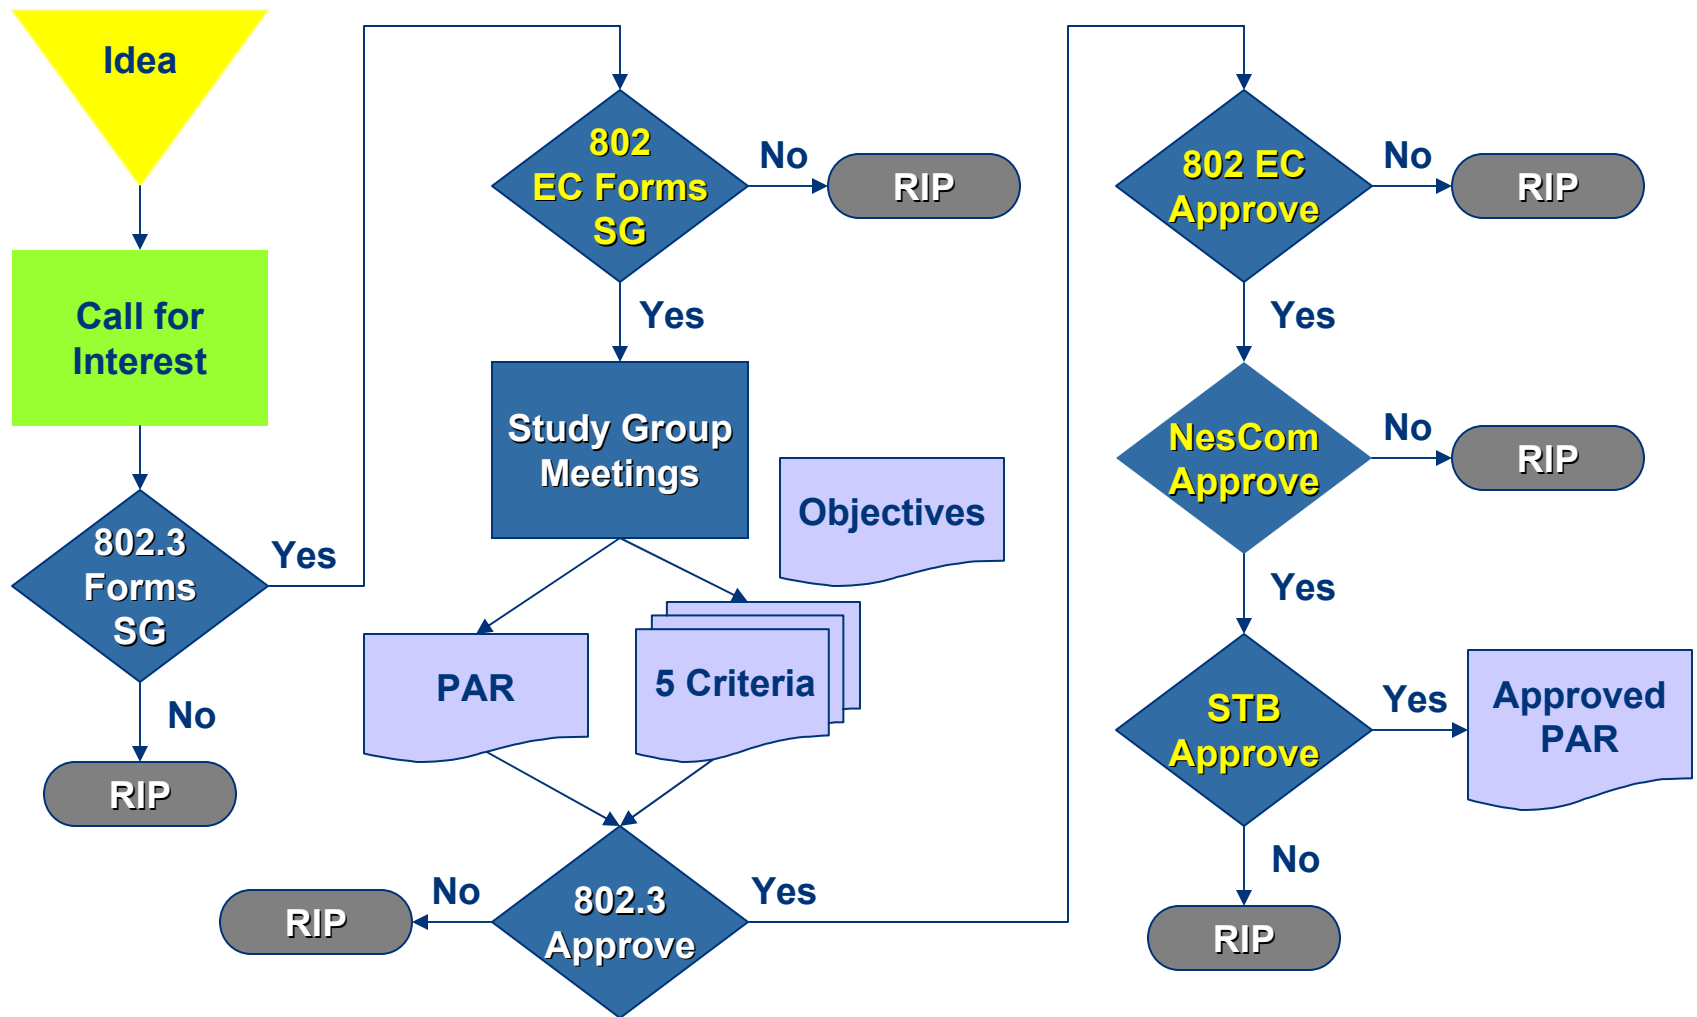 Idea
Call for
Interest
802.3
Forms
SG
Yes
No
RIP
802
EC Forms
SG
No
RIP
Yes
Study Group
Meetings
Objectives
PAR
5 Criteria
802.3
Approve
No
RIP
Yes
802 EC
Approve
No
RIP
Yes
NesCom
Approve
No
RIP
Yes
STB
Approve
Yes
Approved
PAR
No
RIP